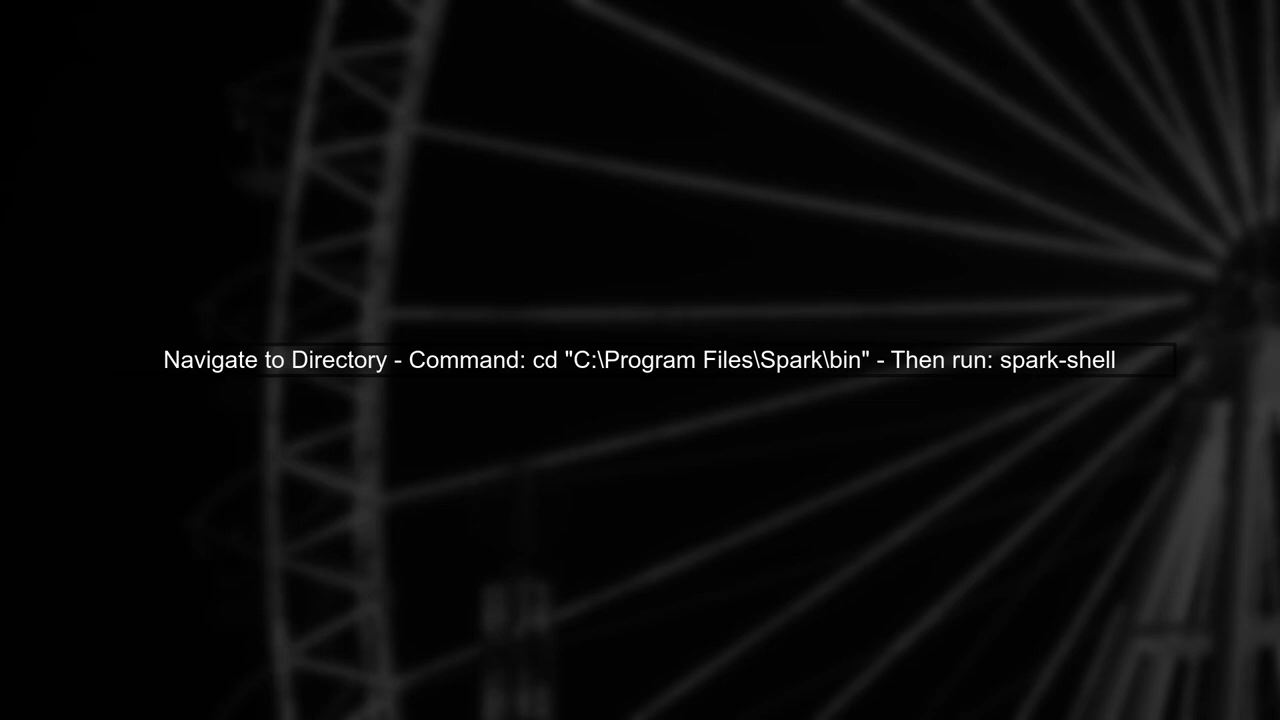 Navigate to Directory - Command: cd "C:\Program Files\Spark\bin" - Then run: spark-shell